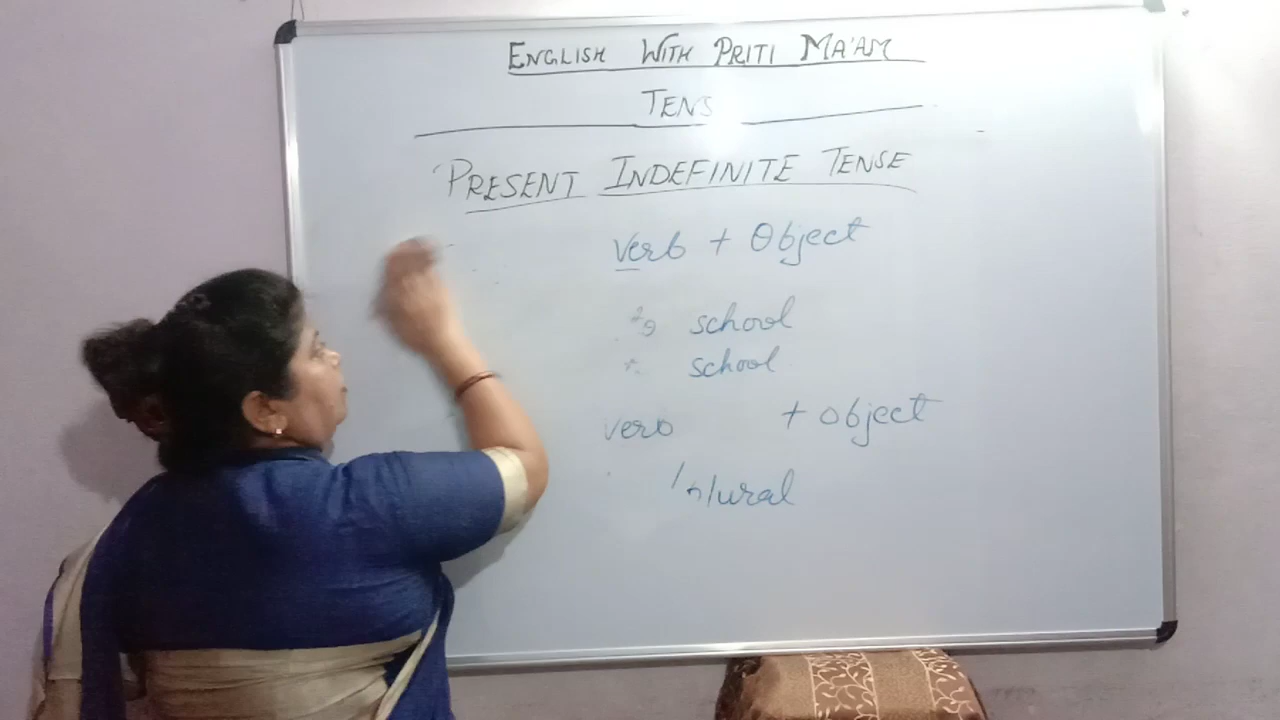 ENGLISH WITH PRITI MA'AM
TENS
PRESENT INDEFINITE TENSE
verb + Object
school
school
verb + object
/plural